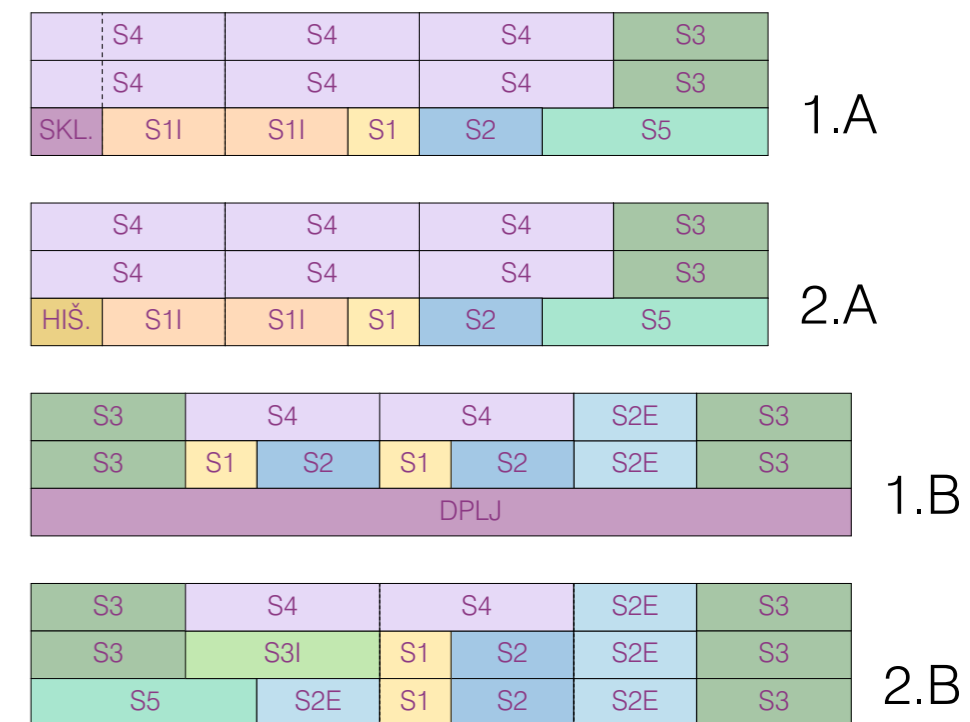 S4 S4 S4 S3
S4 S4 S4 S3
SKL. S1I S1I S1 S2 S5
1.A
S4 S4 S4 S3
S4 S4 S4 S3
HIŠ. S1I S1I S1 S2 S5
2.A
S3 S4 S4 S2E S3
S3 S1 S2 S1 S2 S2E S3
DPLJ
1.B
S3 S4 S4 S2E S3
S3 S3I S1 S2 S2E S3
S5 S2E S1 S2 S2E S3
2.B